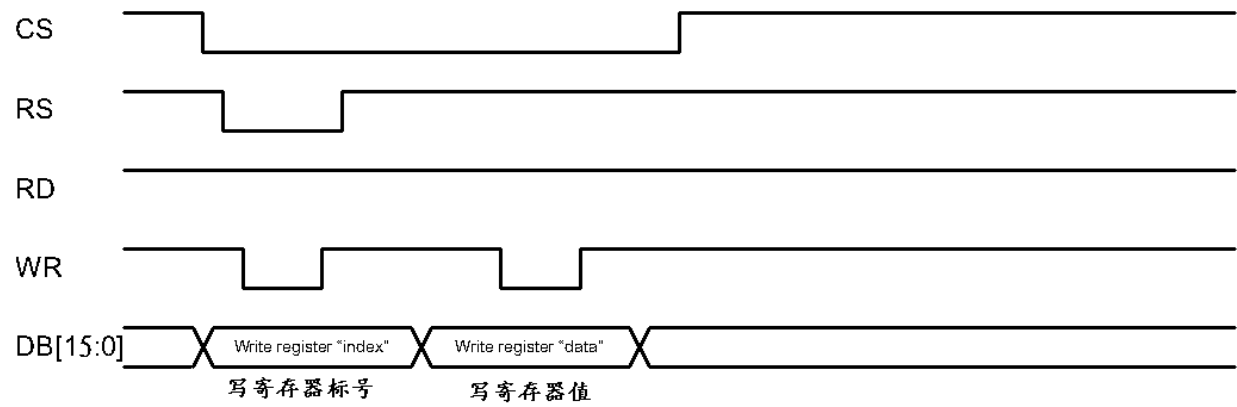 CS
RS
RD
WR
DB[15:0]
Write register “index” Write register “data”
写寄存器标号 写寄存器值